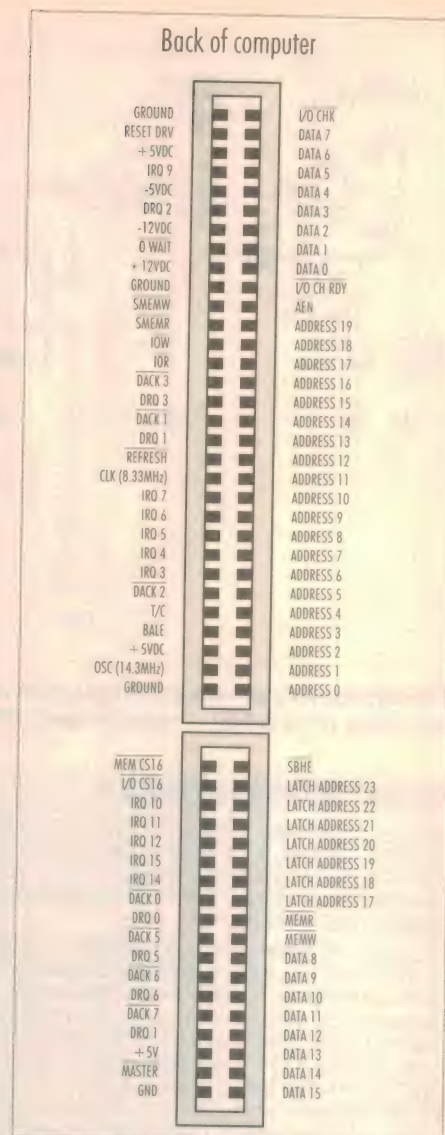 Back of computer
GROUND I/O CHK
RESET DRV DATA 7
+ 5VDC DATA 6
IRQ 9 DATA 5
-5VDC DATA 4
DRQ 2 DATA 3
-12VDC DATA 2
0 WAIT DATA 1
+ 12VDC DATA 0
GROUND I/O CH RDY
SMEMW AEN
SMEMR ADDRESS 19
IOW ADDRESS 18
IOR ADDRESS 17
DACK 3 ADDRESS 16
DRQ 3 ADDRESS 15
DACK 1 ADDRESS 14
DRQ 1 ADDRESS 13
REFRESH ADDRESS 12
CLK (8.33MHz) ADDRESS 11
IRQ 7 ADDRESS 10
IRQ 6 ADDRESS 9
IRQ 5 ADDRESS 8
IRQ 4 ADDRESS 7
IRQ 3 ADDRESS 6
DACK 2 ADDRESS 5
T/C ADDRESS 4
BALE ADDRESS 3
+ 5VDC ADDRESS 2
OSC (14.3MHz) ADDRESS 1
GROUND ADDRESS 0
MEM CS16 SBHE
I/O CS16 LATCH ADDRESS 23
IRQ 10 LATCH ADDRESS 22
IRQ 11 LATCH ADDRESS 21
IRQ 12 LATCH ADDRESS 20
IRQ 15 LATCH ADDRESS 19
IRQ 14 LATCH ADDRESS 18
DACK 0 LATCH ADDRESS 17
DRQ 0 MEMR
DACK 5 MEMW
DRQ 5 DATA 8
DACK 6 DATA 9
DRQ 6 DATA 10
DACK 7 DATA 11
DRQ 1 DATA 12
+ 5V DATA 13
MASTER DATA 14
GND DATA 15